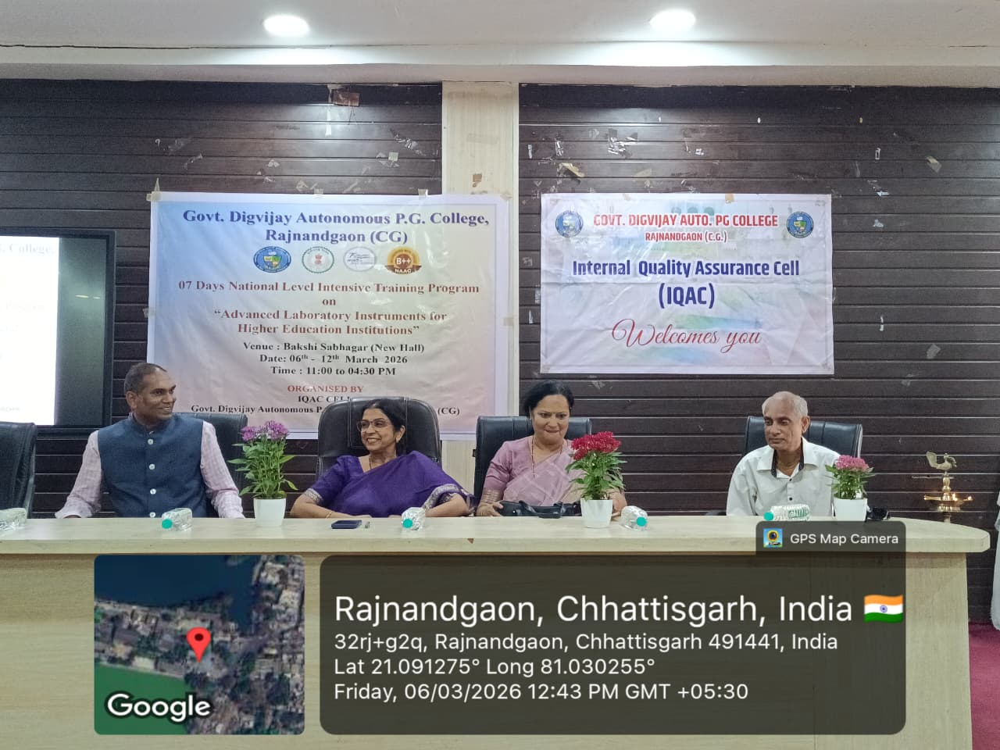 Govt. Digvijay Autonomous P.G. College,
Rajnandgaon (CG)
B++
NAAC
07 Days National Level Intensive Training Program
on
“Advanced Laboratory Instruments for
Higher Education Institutions”
Venue : Bakshi Sabhagar (New Hall)
Date: 06th - 12th March 2026
Time : 11:00 to 04:30 PM
ORGANISED BY
IQAC
Govt. Digvijay Autonomous (CG)
GOVT. DIGVIJAY AUTO. PG COLLEGE
RAJNANDGAON (C.G.)
Internal Quality Assurance Cell
(IQAC)
Welcomes you
College,
GPS Map Camera
Rajnandgaon, Chhattisgarh, India
32rj+g2q, Rajnandgaon, Chhattisgarh 491441, India
Lat 21.091275° Long 81.030255°
Friday, 06/03/2026 12:43 PM GMT +05:30
Google